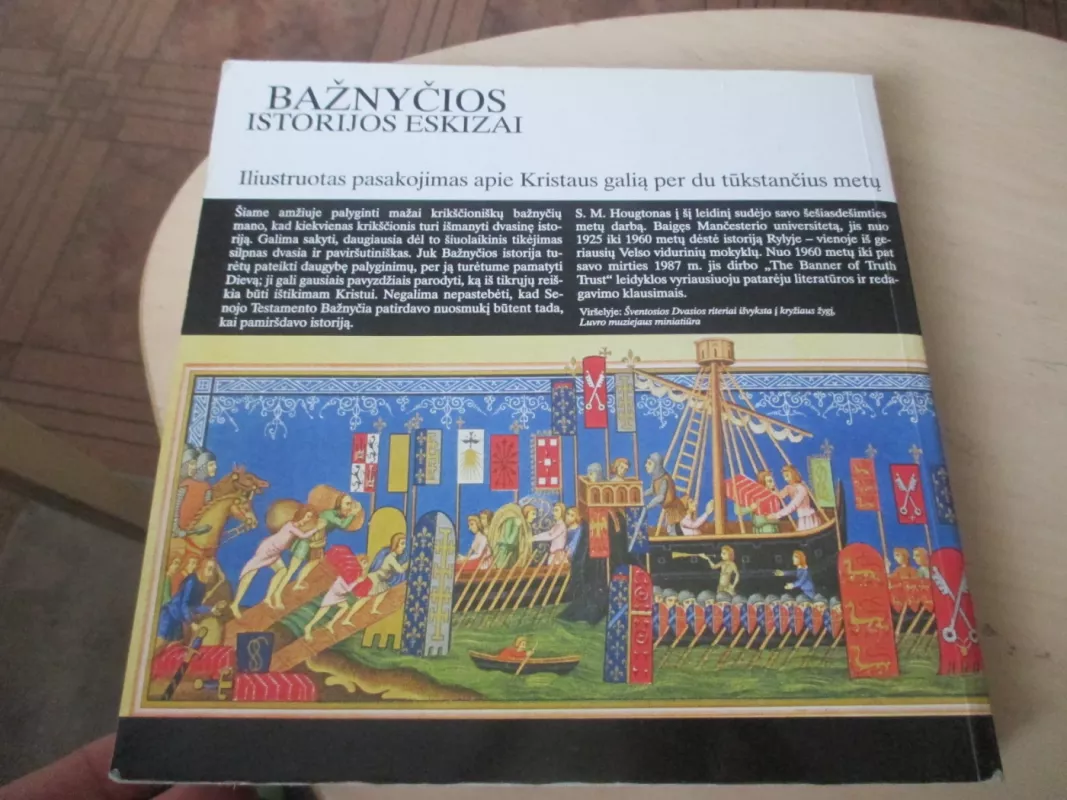 BAŽNYČIOS
ISTORIJOS ESKIZAI
Iliustruotas pasakojimas apie Kristaus galią per du tūkstančius metų
Šiame amžiuje palyginti mažai krikščioniškų bažnyčių
mano, kad kiekvienas krikščionis turi išmanyti dvasinę isto-
riją. Galima sakyti, daugiausia dėl to šiuolaikinis tikėjimas
silpnas dvasia ir paviršutiniškas. Juk Bažnyčios istorija tu-
rėtų pateikti daugybę palyginimų, per ją turėtume pamatyti
Dievą; ji gali gausiais pavyzdžiais parodyti, ką iš tikrųjų reiš-
kia būti ištikimam Kristui. Negalima nepastebėti, kad Se-
nojo Testamento Bažnyčia patirdavo nuosmukį būtent tada,
kai pamiršdavo istoriją.
S. M. Hougtonas į šį leidinį sudėjo savo šešiasdešimties
metų darbą. Baigęs Mančesterio universitetą, jis nuo
1925 iki 1960 metų dėstė istoriją Rylyje – vienoje iš ge-
riausių Velso vidurinių mokyklų. Nuo 1960 metų iki pat
savo mirties 1987 m. jis dirbo „The Banner of Truth
Trust“ leidyklos vyriausiuoju patarėju literatūros ir reda-
gavimo klausimais.
Viršelyje: Šventosios Dvasios riteriai išvyksta į kryžiaus žygį,
Luvro muziejaus miniatiūra